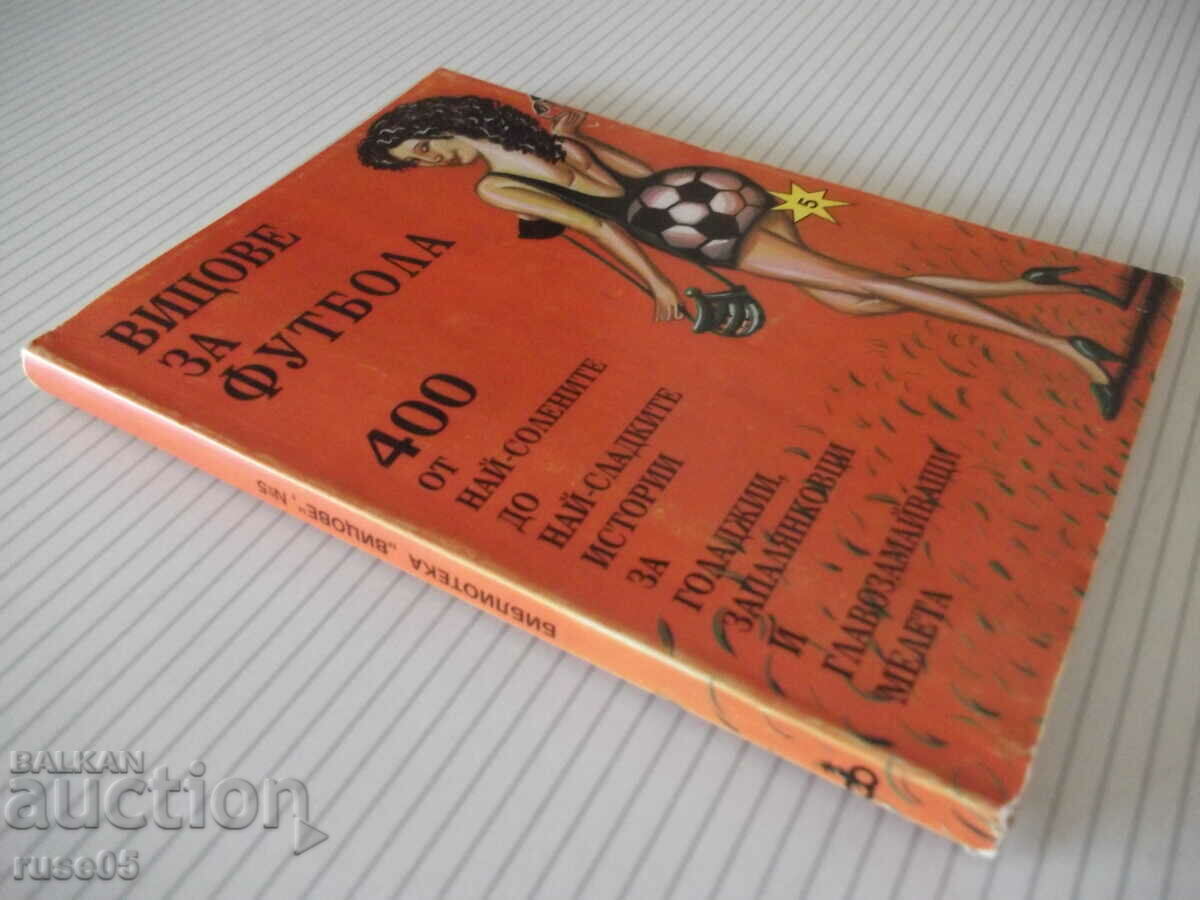 ВИЦОВЕ
ЗА
ФУТБОЛА
400
ОТ
НАЙ-СОЛЕНИТЕ
ДО
НАЙ-СЛАДКИТЕ
ИСТОРИИ
ЗА
ГОЛАДЖИИ,
ЗАПАЛЯНКОВЦИ
И
ГЛАВОЗАМАЙВАЩИ
МЕЛЕТА
5
БИБЛИОТЕКА „ВИЦОВЕ", №5
BALKAN
auction
ruse05